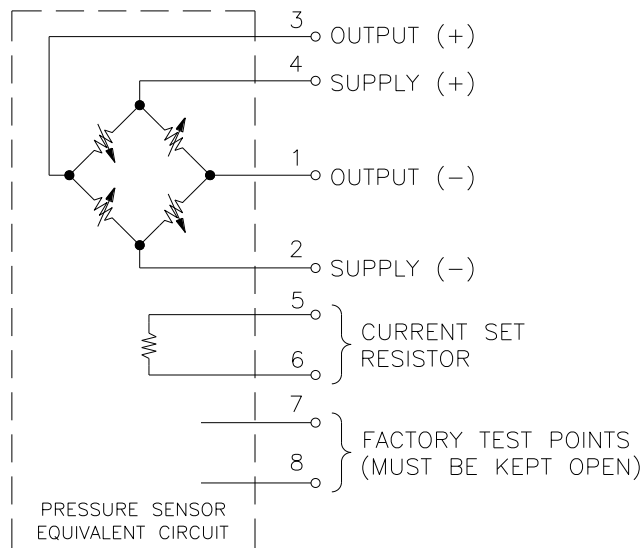 3
OUTPUT (+)
4
SUPPLY (+)
1
OUTPUT (-)
2
SUPPLY (-)
5
CURRENT SET
RESISTOR
6
7
FACTORY TEST POINTS
(MUST BE KEPT OPEN)
8
PRESSURE SENSOR
EQUIVALENT CIRCUIT